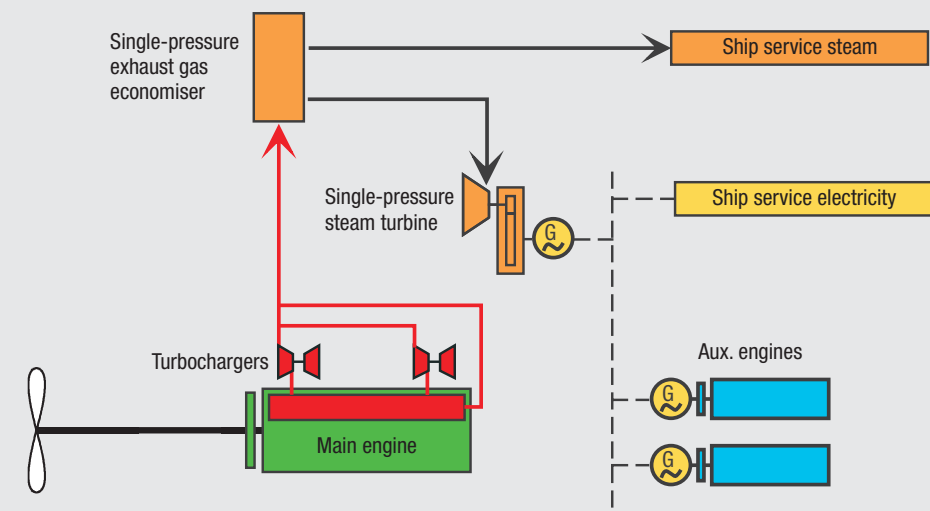 Single-pressure
exhaust gas
economiser
Ship service steam
Single-pressure
steam turbine
G
Ship service electricity
Turbochargers
Aux. engines
G
Main engine
G